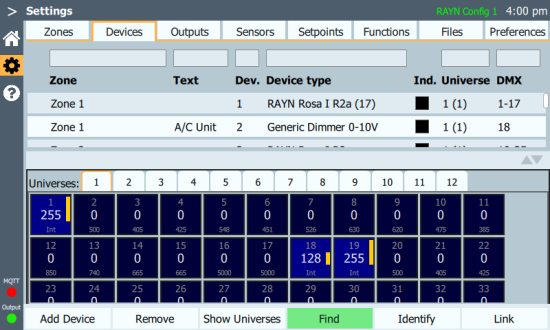 > Settings RAYN Config 1 4:00 pm
Zones Devices Outputs Sensors Setpoints Functions Files Preferences
Zone Text Dev. Device type Ind. Universe DMX
Zone 1 1 RAYN Rosa I R2a (17) 1 (1) 1-17
Zone 1 A/C Unit 2 Generic Dimmer 0-10V 1 (1) 18
Universes: 1 2 3 4 5 6 7 8 9 10 11 12
1 2 3 4 5 6 7 8 9 10 11
255 0 0 0 0 0 0 0 0 0 0
Int 500 405 425 548 451 526 630 620 475 385
12 13 14 15 16 17 18 19 20 21 22
0 0 0 0 0 0 128 255 0 0 0
850 740 665 665 5000 5000 Int Int 500 405 425
23 24 25 26 27 28 29 30 31 32 33
MQTT
Output
Add Device Remove Show Universes Find Identify Link